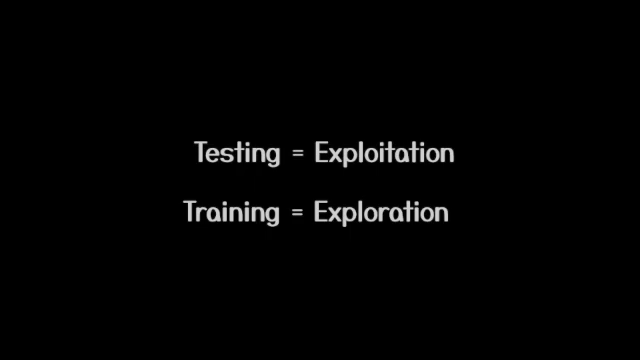 Testing = Exploitation
Training = Exploration